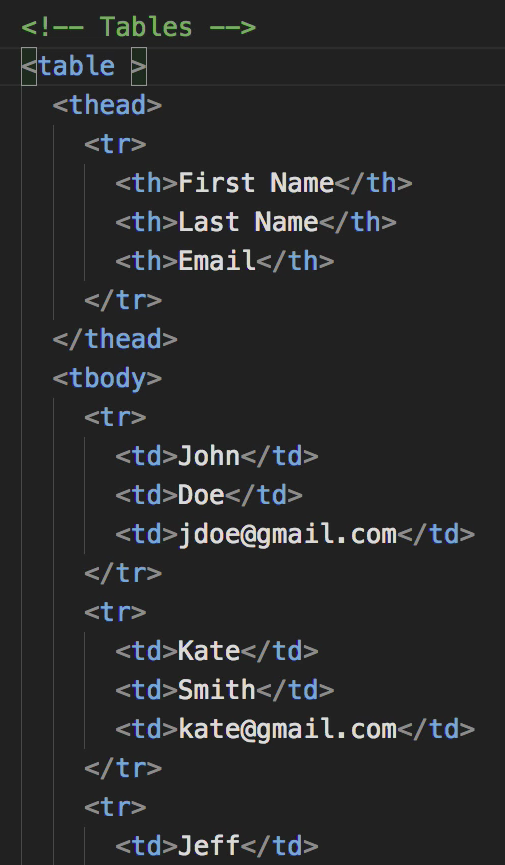 <!-- Tables -->
<table >
  <thead>
    <tr>
      <th>First Name</th>
      <th>Last Name</th>
      <th>Email</th>
    </tr>
  </thead>
  <tbody>
    <tr>
      <td>John</td>
      <td>Doe</td>
      <td>jdoe@gmail.com</td>
    </tr>
    <tr>
      <td>Kate</td>
      <td>Smith</td>
      <td>kate@gmail.com</td>
    </tr>
    <tr>
      <td>Jeff</td>